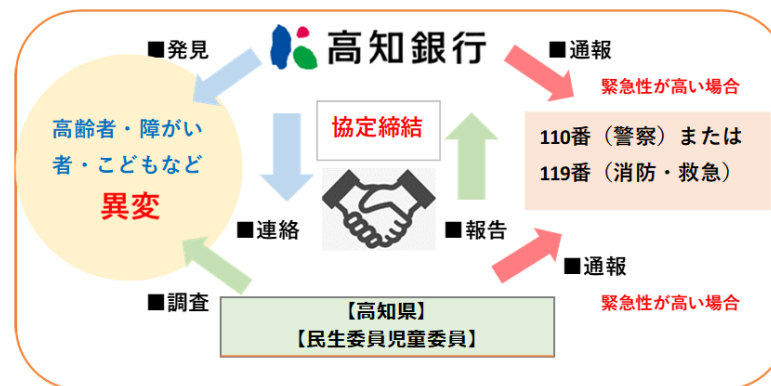 ■発見
高知銀行
■通報
緊急性が高い場合
高齢者・障がい
者・こどもなど
異変
協定締結
110番（警察）または
119番（消防・救急）
■連絡
■報告
■通報
緊急性が高い場合
■調査
【高知県】
【民生委員児童委員】